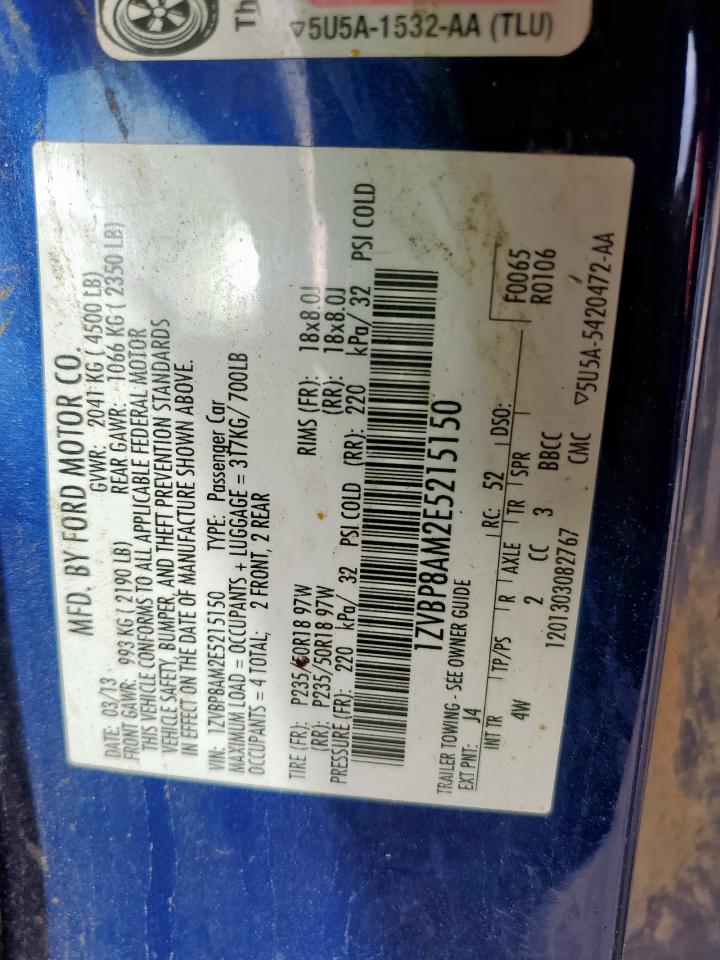 Th
▽5U5A-1532-AA (TLU)
MFD. BY FORD MOTOR CO.
DATE: 03/13 GVWR: 2041 KG ( 4500 LB)
FRONT GAWR: 993 KG ( 2190 LB) REAR GAWR: 1066 KG ( 2350 LB)
THIS VEHICLE CONFORMS TO ALL APPLICABLE FEDERAL MOTOR
VEHICLE SAFETY, BUMPER, AND THEFT PREVENTION STANDARDS
IN EFFECT ON THE DATE OF MANUFACTURE SHOWN ABOVE.
VIN: 1ZVBP8AM2E5215150 TYPE: Passenger Car
MAXIMUM LOAD = OCCUPANTS + LUGGAGE = 317KG/ 700LB
OCCUPANTS = 4 TOTAL; 2 FRONT, 2 REAR
TIRE (FR): P235/50R18 97W RIMS (FR): 18x8.0J
(RR): P235/50R18 97W (RR): 18x8.0J
PRESSURE (FR): 220 kPa/ 32 PSI COLD (RR): 220 kPa/ 32 PSI COLD
1ZVBP8AM2E5215150
TRAILER TOWING - SEE OWNER GUIDE
EXT PNT: J4 RC: 52 DSO: F0065
INT TR TP/PS R AXLE TR SPR R0106
4W 2 CC 3 BBCC
1201303082767 CMC ▽5U5A-5420472-AA